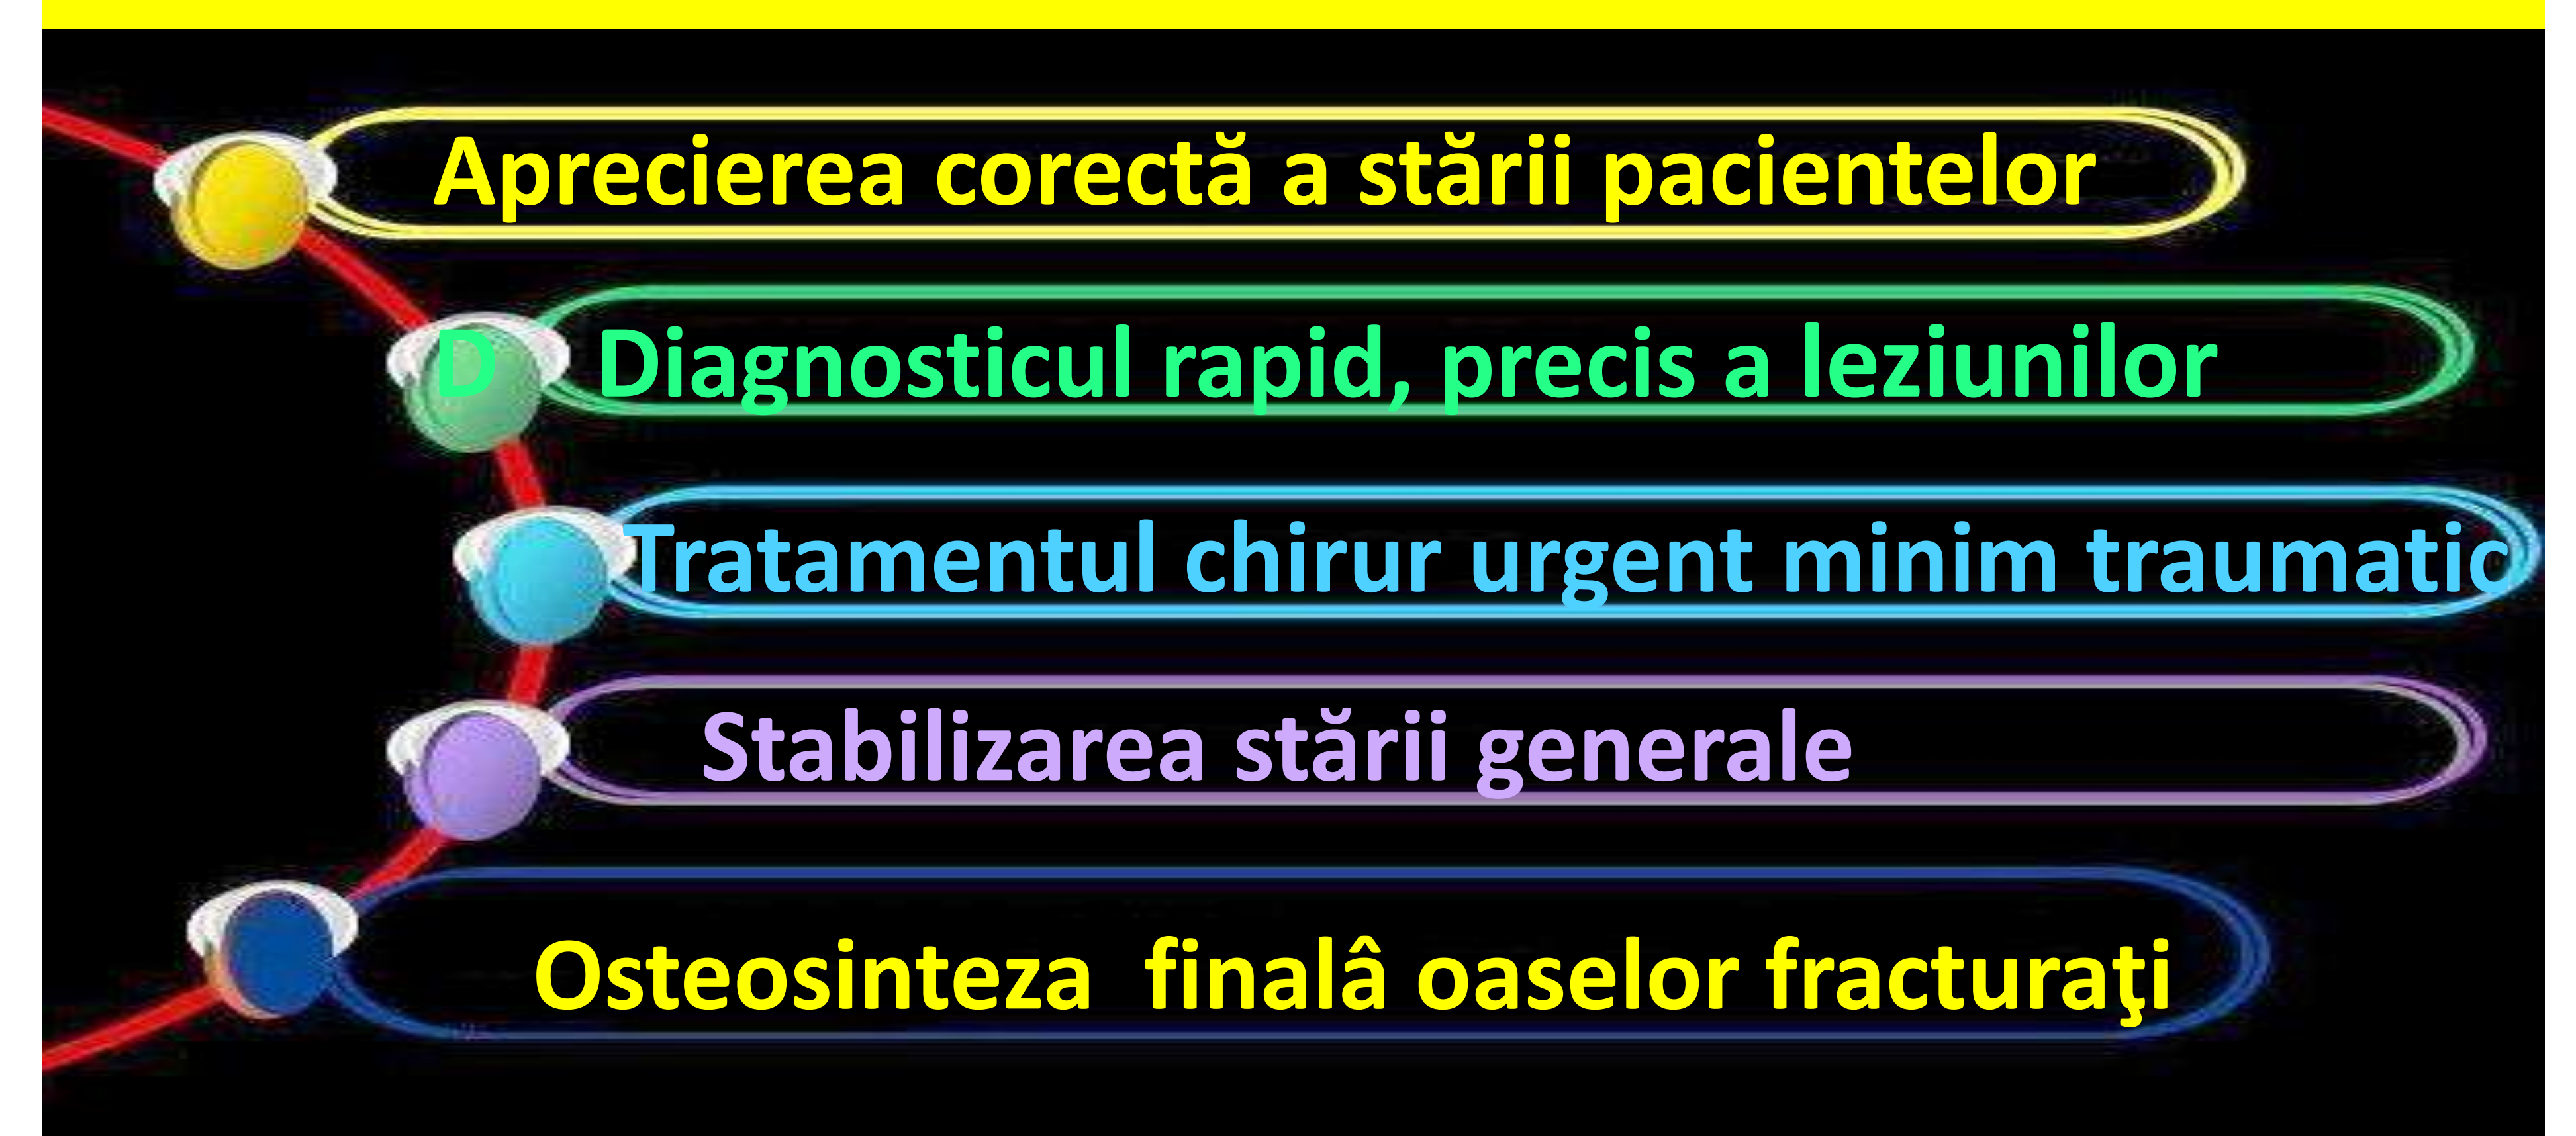 Aprecierea corectă a stării pacientelor
D Diagnosticul rapid, precis a leziunilor
Tratamentul chirur urgent minim traumatic
Stabilizarea stării generale
Osteosinteza finalâ oaselor fracturaţi